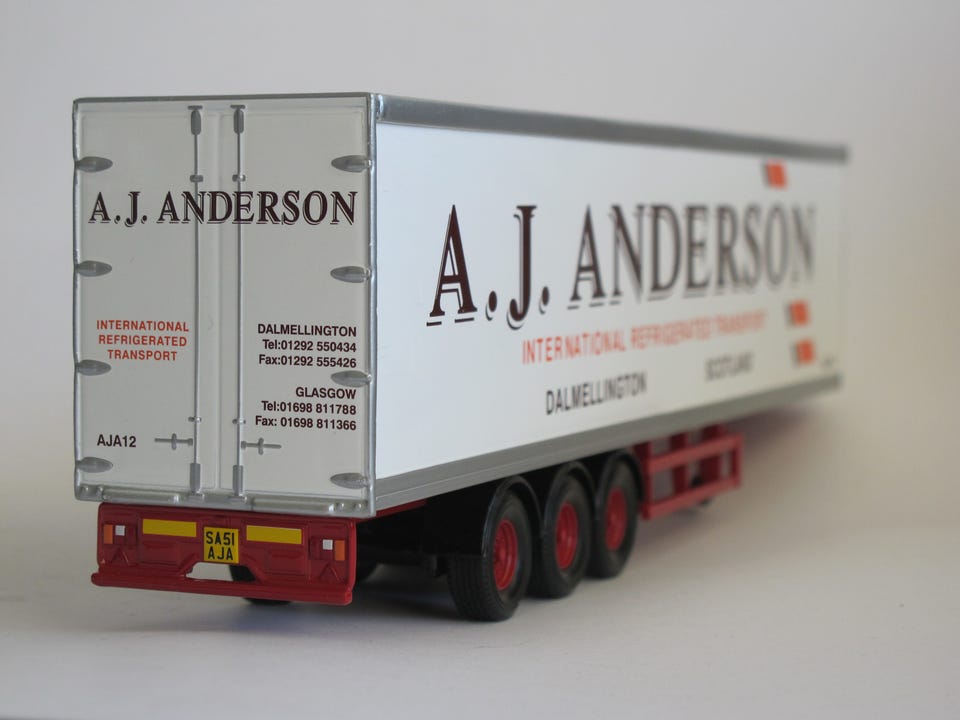 A.J. ANDERSON
INTERNATIONAL
REFRIGERATED
TRANSPORT
DALMELLINGTON
Tel:01292 550434
Fax:01292 555426
GLASGOW
Tel:01698 811788
Fax: 01698 811366
AJA12
SA51
AJA
A.J. ANDERSON
INTERNATIONAL REFRIGERATED TRANSPORT
DALMELLINGTON
SCOTLAND